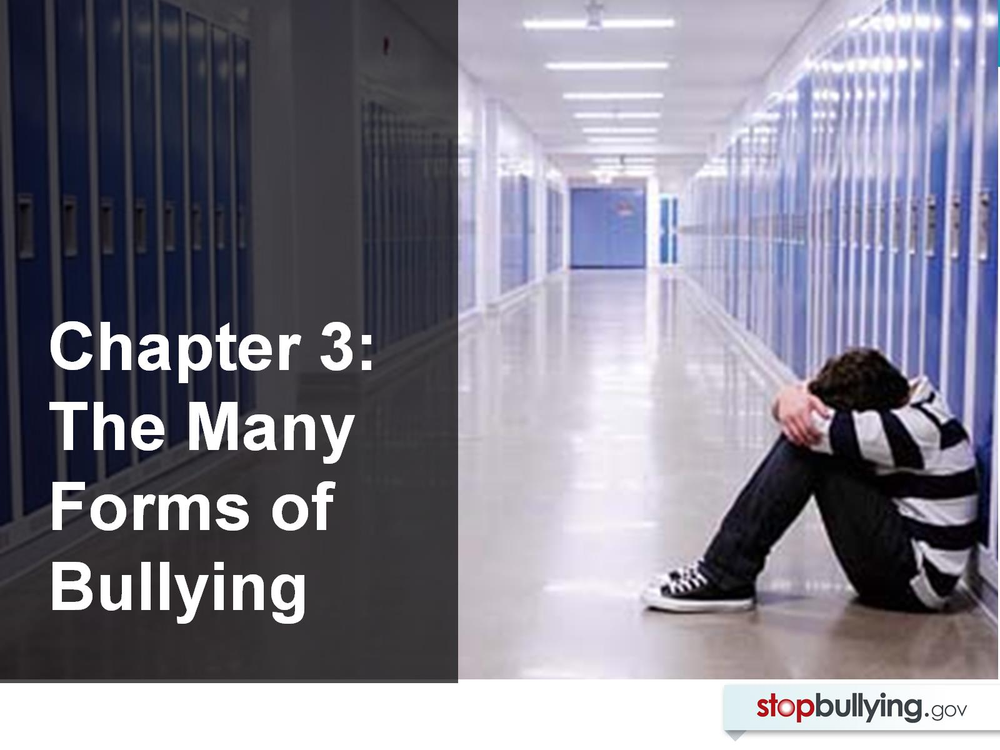 Chapter 3:
The Many
Forms of
Bullying
stopbullying.gov